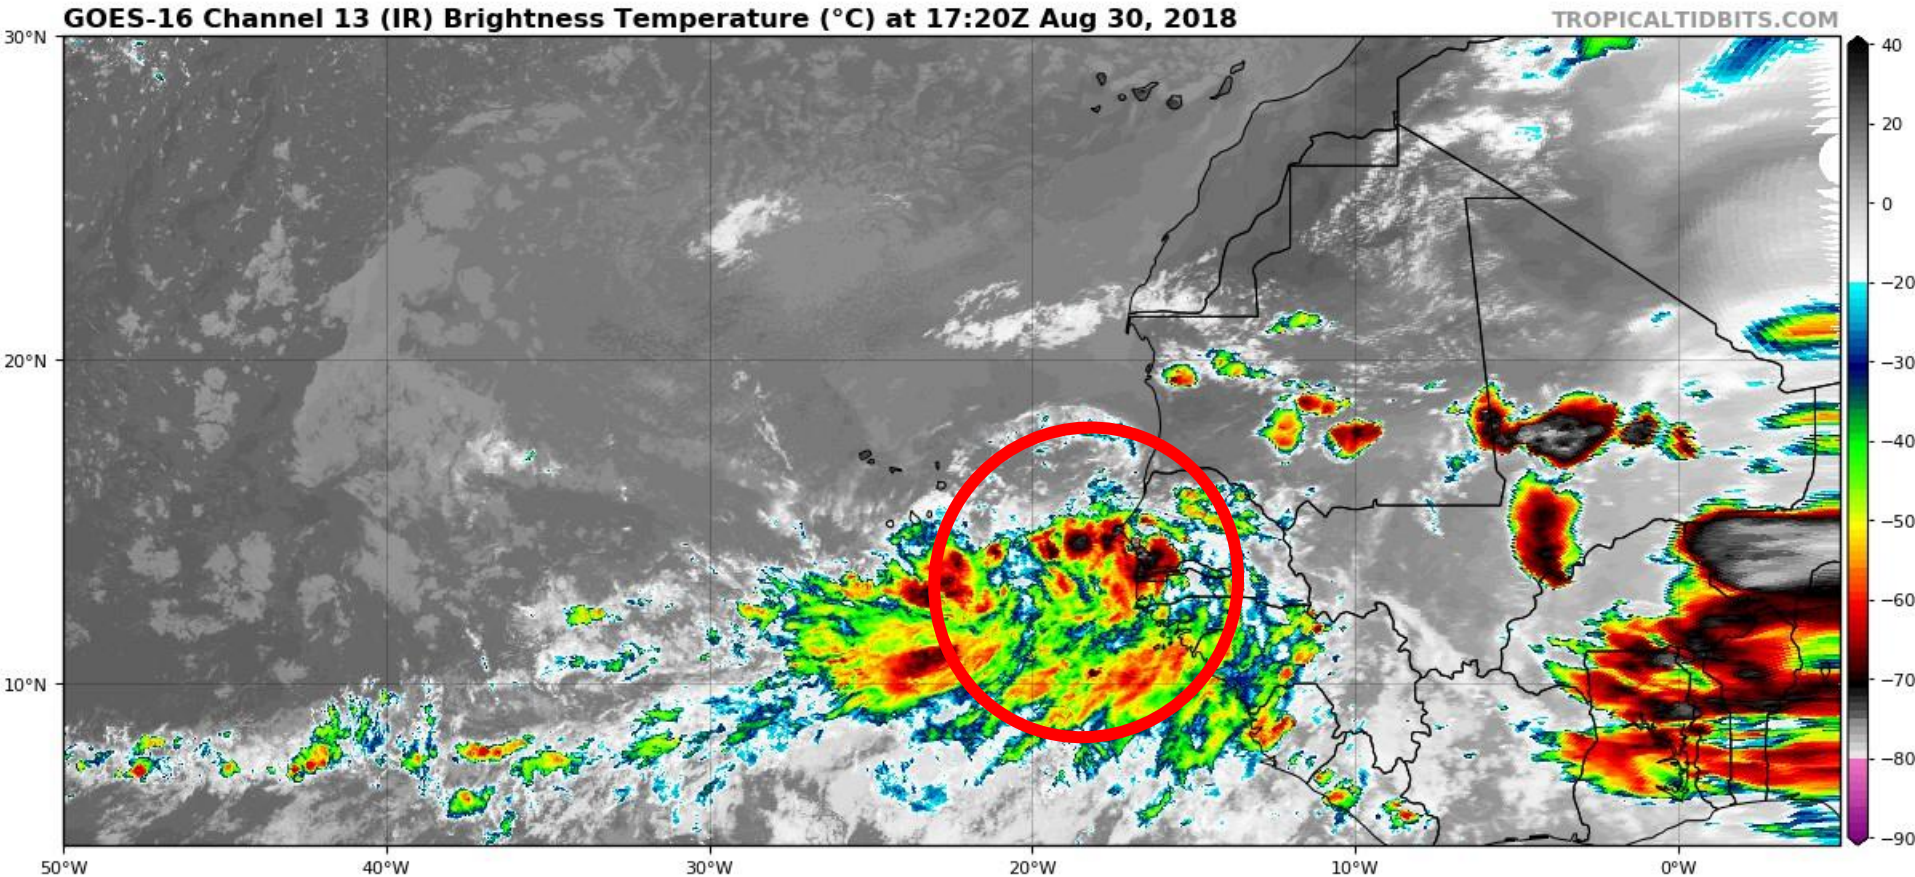 GOES-16 Channel 13 (IR) Brightness Temperature (°C) at 17:20Z Aug 30, 2018
TROPICALTIDBITS.COM
30°N
20°N
10°N
50°W
40°W
30°W
20°W
10°W
0°W
40
20
0
−20
−30
−40
−50
−60
−70
−80
−90